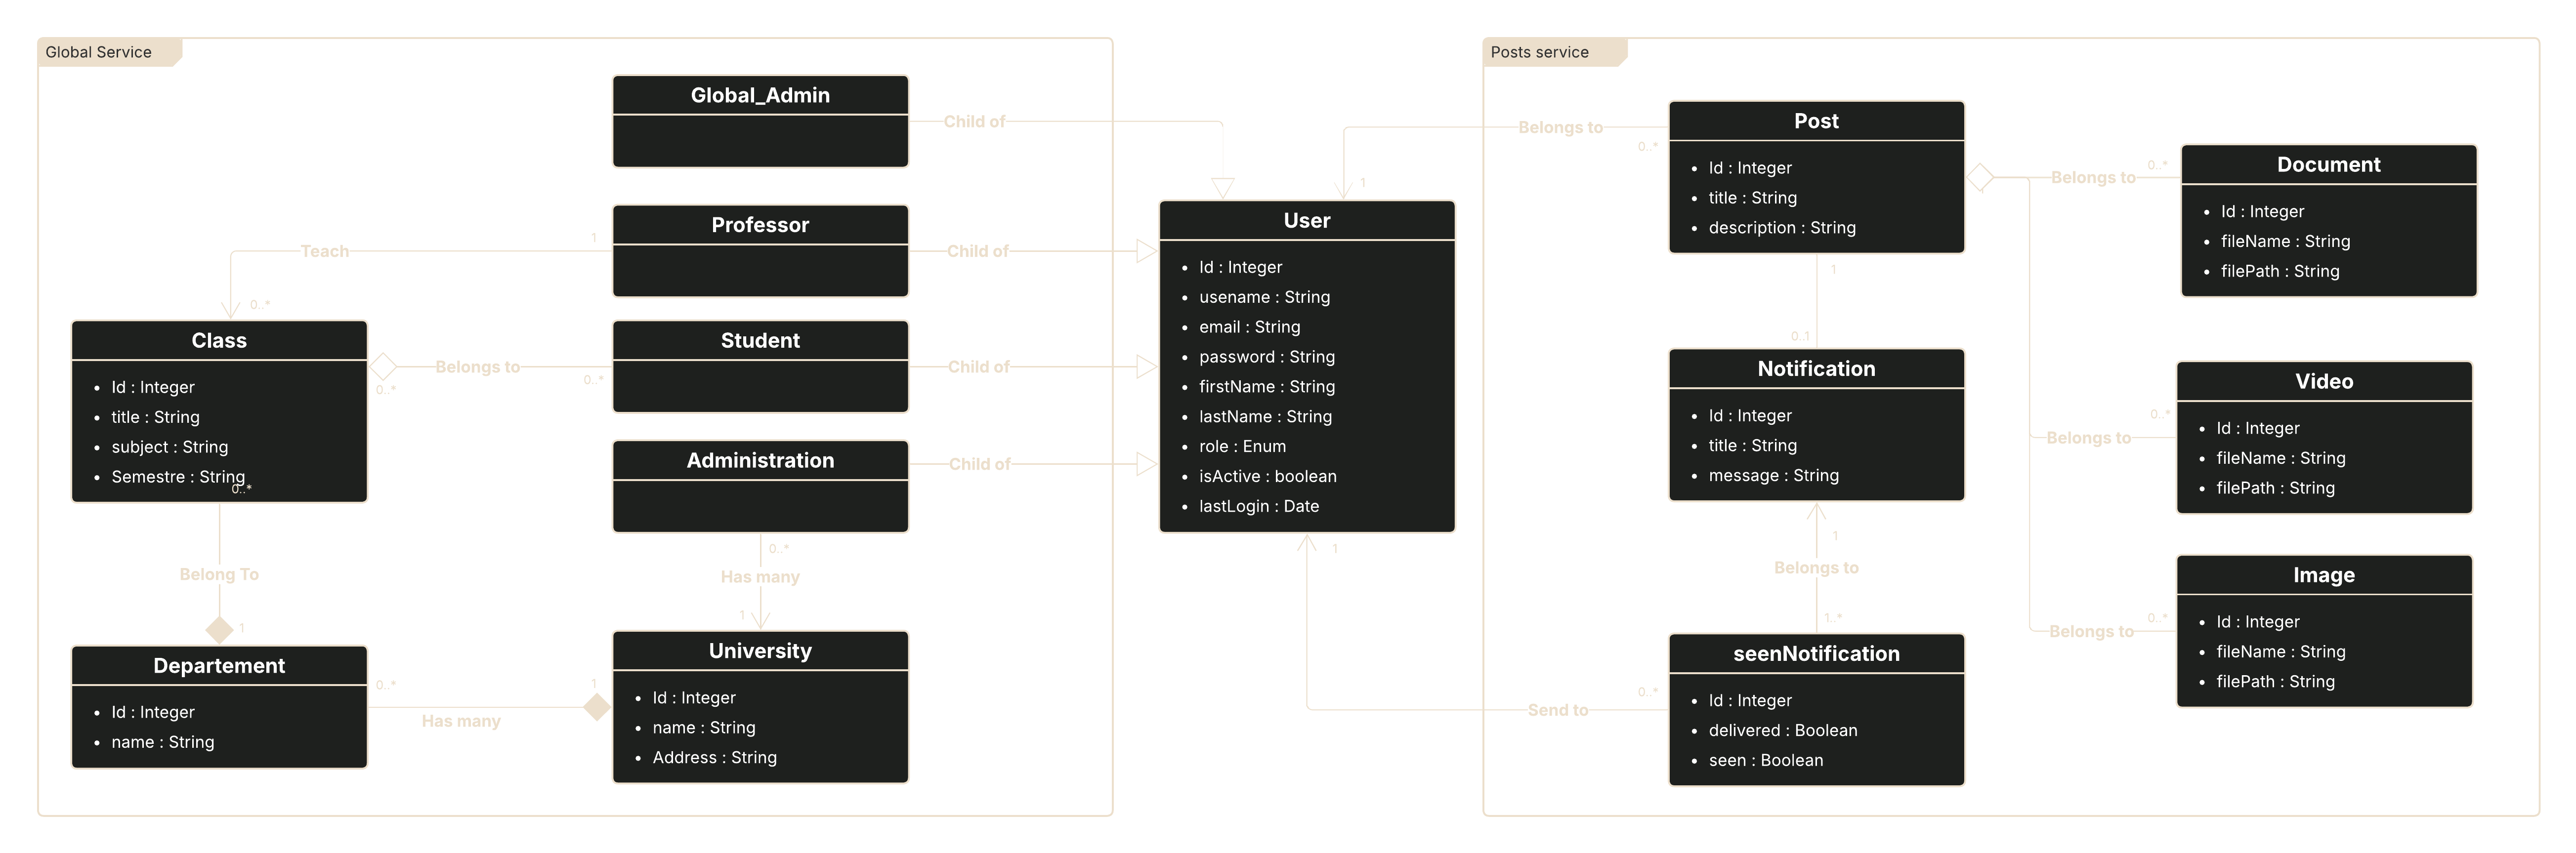 Global Service
Global_Admin
Child of
Professor
1
Teach
Child of
0..*
Class
• Id : Integer
• title : String
• subject : String
• Semestre : String
0..*
0..*
Belongs to
0..*
Student
Child of
Administration
Child of
0..*
Has many
1
Belong To
1
Departement
• Id : Integer
• name : String
0..*
Has many
1
University
• Id : Integer
• name : String
• Address : String
User
• Id : Integer
• usename : String
• email : String
• password : String
• firstName : String
• lastName : String
• role : Enum
• isActive : boolean
• lastLogin : Date
Posts service
Belongs to
0..*
1
Post
• Id : Integer
• title : String
• description : String
1
0..1
Notification
• Id : Integer
• title : String
• message : String
1
Belongs to
1..*
seenNotification
• Id : Integer
• delivered : Boolean
• seen : Boolean
0..*
Send to
1
Belongs to
0..*
Document
• Id : Integer
• fileName : String
• filePath : String
Belongs to
0..*
Video
• Id : Integer
• fileName : String
• filePath : String
Belongs to
0..*
Image
• Id : Integer
• fileName : String
• filePath : String